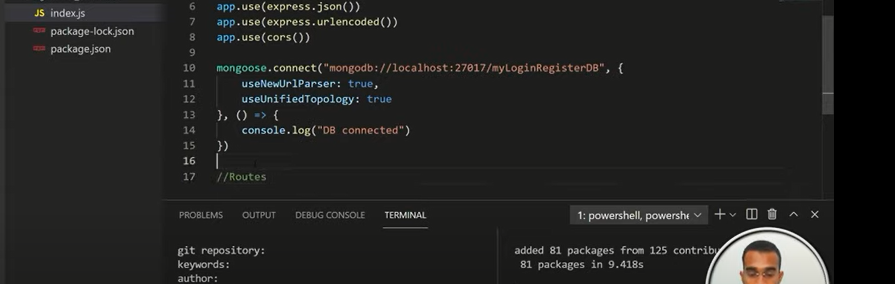 index.js
package-lock.json
package.json
6 app.use(express.json())
7 app.use(express.urlencoded())
8 app.use(cors())
9
10 mongoose.connect("mongodb://localhost:27017/myLoginRegisterDB", {
11 useNewUrlParser: true,
12 useUnifiedTopology: true
13 }, () => {
14 console.log("DB connected")
15 })
16
17 //Routes
PROBLEMS OUTPUT DEBUG CONSOLE TERMINAL 1: powershell, powershe
git repository:
keywords:
author:
added 81 packages from 125 contribu
81 packages in 9.418s